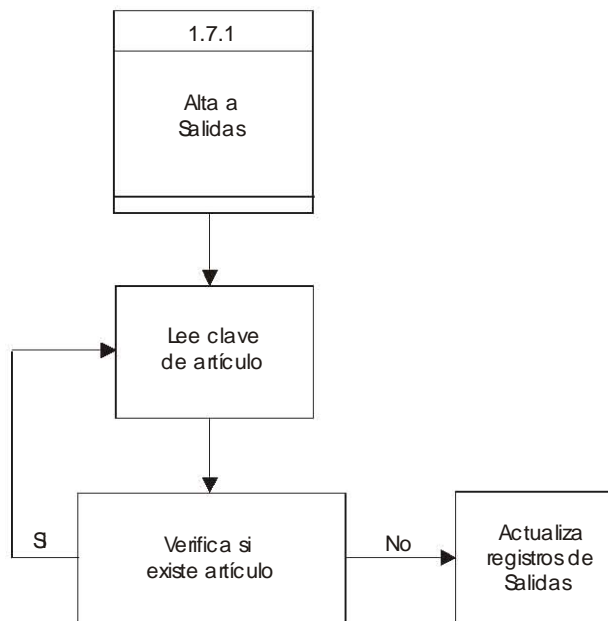 1.7.1
Alta a
Salidas
Lee clave
de artículo
Si
Verifica si
existe artículo
No
Actualiza
registros de
Salidas